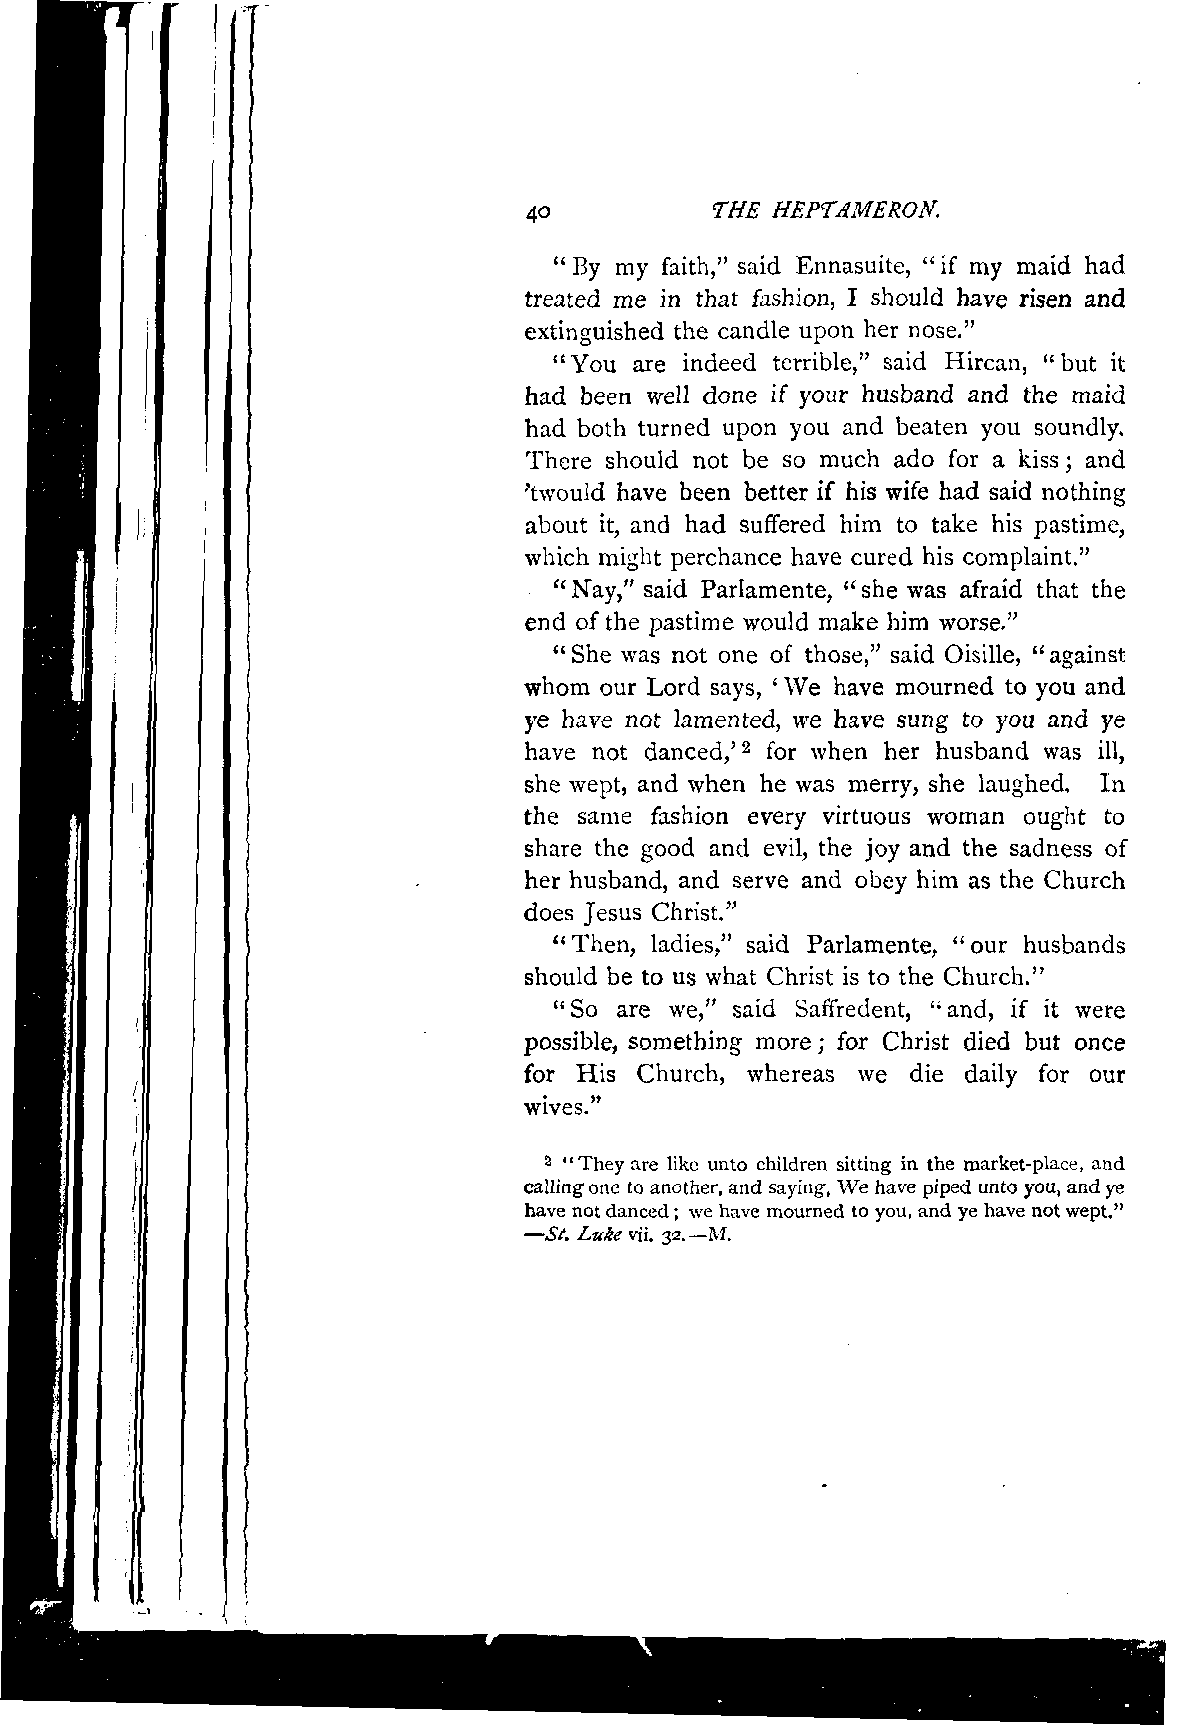 40 THE HEPTAMERON.
“By my faith,” said Ennasuite, “if my maid had
treated me in that fashion, I should have risen and
extinguished the candle upon her nose.”
“You are indeed terrible,” said Hircan, “but it
had been well done if your husband and the maid
had both turned upon you and beaten you soundly.
There should not be so much ado for a kiss; and
’twould have been better if his wife had said nothing
about it, and had suffered him to take his pastime,
which might perchance have cured his complaint.”
“Nay,” said Parlamente, “she was afraid that the
end of the pastime would make him worse.”
“She was not one of those,” said Oisille, “against
whom our Lord says, ‘We have mourned to you and
ye have not lamented, we have sung to you and ye
have not danced,’ 2 for when her husband was ill,
she wept, and when he was merry, she laughed. In
the same fashion every virtuous woman ought to
share the good and evil, the joy and the sadness of
her husband, and serve and obey him as the Church
does Jesus Christ.”
“Then, ladies,” said Parlamente, “our husbands
should be to us what Christ is to the Church.”
“So are we,” said Saffredent, “and, if it were
possible, something more; for Christ died but once
for His Church, whereas we die daily for our
wives.”
2 “They are like unto children sitting in the market-place, and
calling one to another, and saying, We have piped unto you, and ye
have not danced; we have mourned to you, and ye have not wept.”
—St. Luke vii. 32.—M.